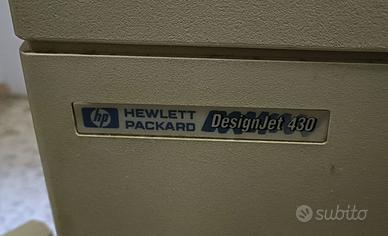 hp HEWLETT
PACKARD DesignJet 430
subito